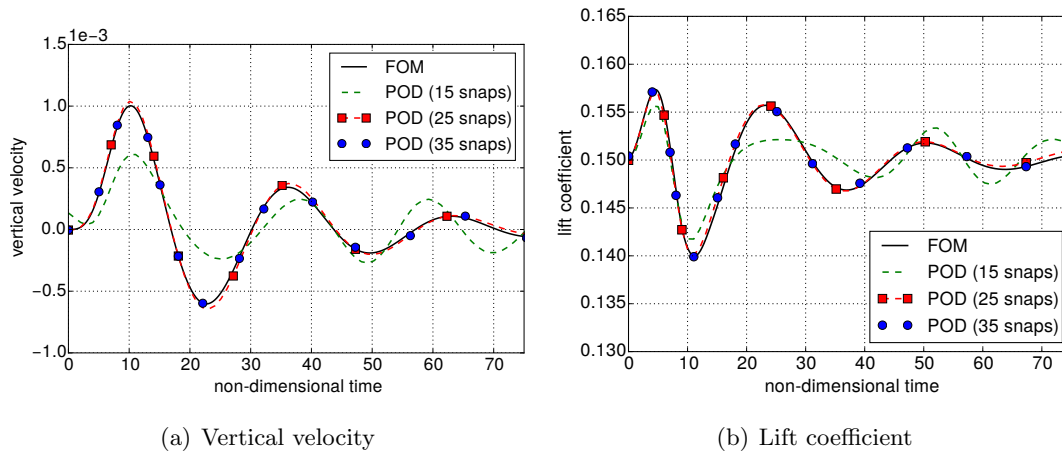 1e−3
1.5
1.0
0.5
0.0
−0.5
−1.0
vertical velocity
0 10 20 30 40 50 60 70
non-dimensional time
FOM
POD (15 snaps)
POD (25 snaps)
POD (35 snaps)
(a) Vertical velocity
0.165
0.160
0.155
0.150
0.145
0.140
0.135
0.130
lift coefficient
0 10 20 30 40 50 60 70
non-dimensional time
FOM
POD (15 snaps)
POD (25 snaps)
POD (35 snaps)
(b) Lift coefficient